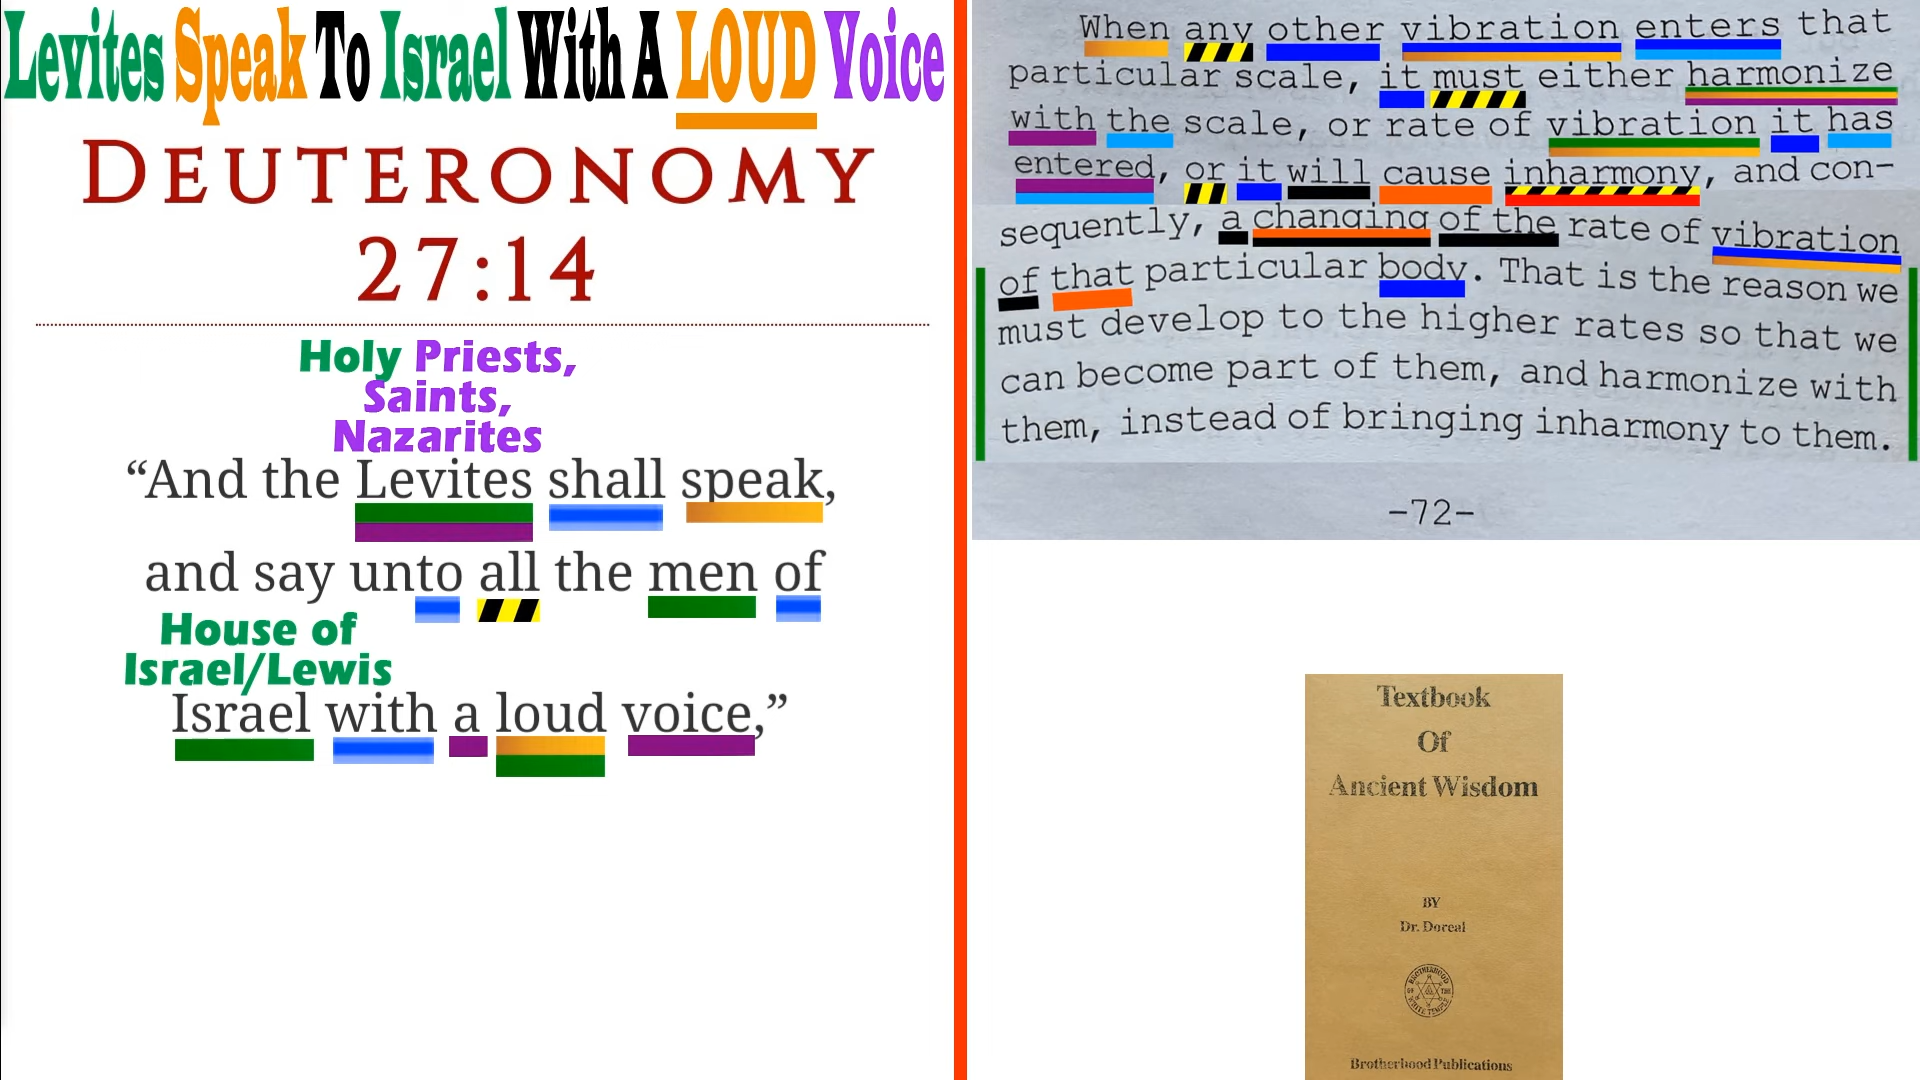 Levites Speak To Israel With A LOUD Voice
DEUTERONOMY
27:14
Holy Priests,
Saints,
Nazarites
“And the Levites shall speak,
and say unto all the men of
House of
Israel/Lewis
Israel with a loud voice,”
When any other vibration enters that
particular scale, it must either harmonize
with the scale, or rate of vibration it has
entered, or it will cause inharmony, and con-
sequently, a changing of the rate of vibration
of that particular body. That is the reason we
must develop to the higher rates so that we
can become part of them, and harmonize with
them, instead of bringing inharmony to them.
-72-
Textbook
Of
Ancient Wisdom
BY
Dr. Doreal
BROTHERHOOD
OF THE
WHITE TEMPLE
Brotherhood Publications